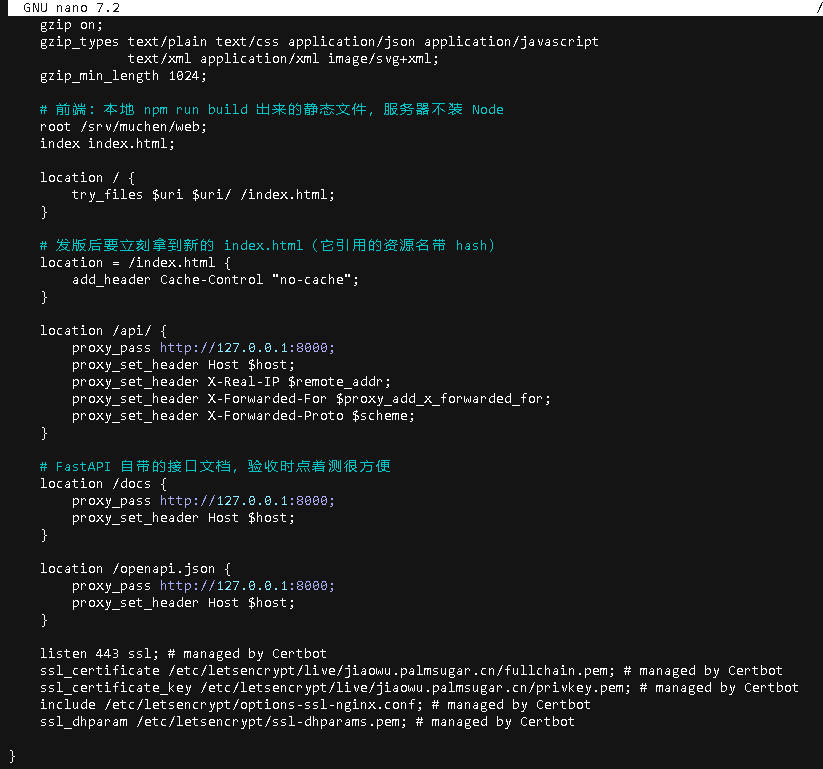 GNU nano 7.2 /
gzip on;
gzip_types text/plain text/css application/json application/javascript
text/xml application/xml image/svg+xml;
gzip_min_length 1024;
# 前端：本地 npm run build 出来的静态文件，服务器不装 Node
root /srv/muchen/web;
index index.html;
location / {
try_files $uri $uri/ /index.html;
}
# 发版后要立刻拿到新的 index.html（它引用的资源名带 hash）
location = /index.html {
add_header Cache-Control "no-cache";
}
location /api/ {
proxy_pass http://127.0.0.1:8000;
proxy_set_header Host $host;
proxy_set_header X-Real-IP $remote_addr;
proxy_set_header X-Forwarded-For $proxy_add_x_forwarded_for;
proxy_set_header X-Forwarded-Proto $scheme;
}
# FastAPI 自带的接口文档，验收时点着测很方便
location /docs {
proxy_pass http://127.0.0.1:8000;
proxy_set_header Host $host;
}
location /openapi.json {
proxy_pass http://127.0.0.1:8000;
proxy_set_header Host $host;
}
listen 443 ssl; # managed by Certbot
ssl_certificate /etc/letsencrypt/live/jiaowu.palmsugar.cn/fullchain.pem; # managed by Certbot
ssl_certificate_key /etc/letsencrypt/live/jiaowu.palmsugar.cn/privkey.pem; # managed by Certbot
include /etc/letsencrypt/options-ssl-nginx.conf; # managed by Certbot
ssl_dhparam /etc/letsencrypt/ssl-dhparams.pem; # managed by Certbot
}